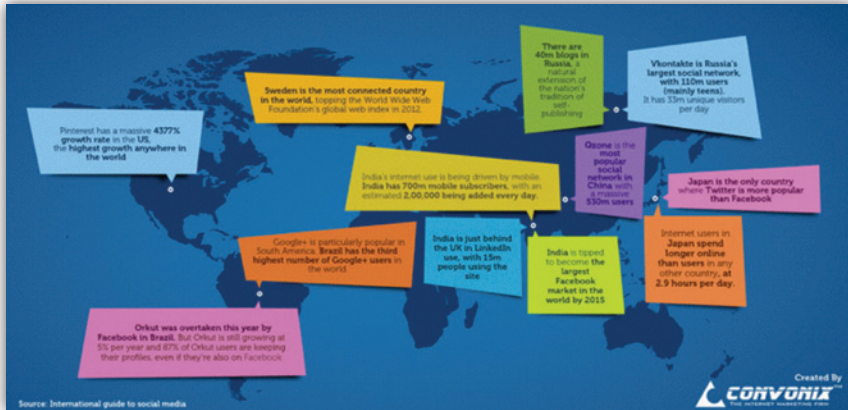 There are
40m blogs in
Russia, a
natural
extension of
the nation's
tradition of
self-
publishing
Vkontakte is Russia's
largest social network,
with 110m users
(mainly teens).
It has 33m unique visitors
per day
Sweden is the most connected country
in the world, topping the World Wide Web
Foundation's global web index in 2012.
Pinterest has a massive 4377%
growth rate in the US,
the highest growth anywhere in
the world
Qzone is the
most
popular
social
network in
China with
a massive
530m users
India's internet use is being driven by mobile.
India has 700m mobile subscribers, with an
estimated 2,00,000 being added every day.
Japan is the only country
where Twitter is more popular
than Facebook
Google+ is particularly popular in
South America. Brazil has the third
highest number of Google+ users in
the world
India is just behind
the UK in LinkedIn
use, with 15m
people using the
site
India is tipped
to become the
largest
Facebook
market in the
world by 2015
Internet users in
Japan spend
longer online
than users in any
other country, at
2.9 hours per day.
Orkut was overtaken this year by
Facebook in Brazil. But Orkut is still growing at
5% per year and 87% of Orkut users are keeping
their profiles, even if they're also on Facebook
Source: International guide to social media
Created By
CONVONIX
THE INTERNET MARKETING FIRM